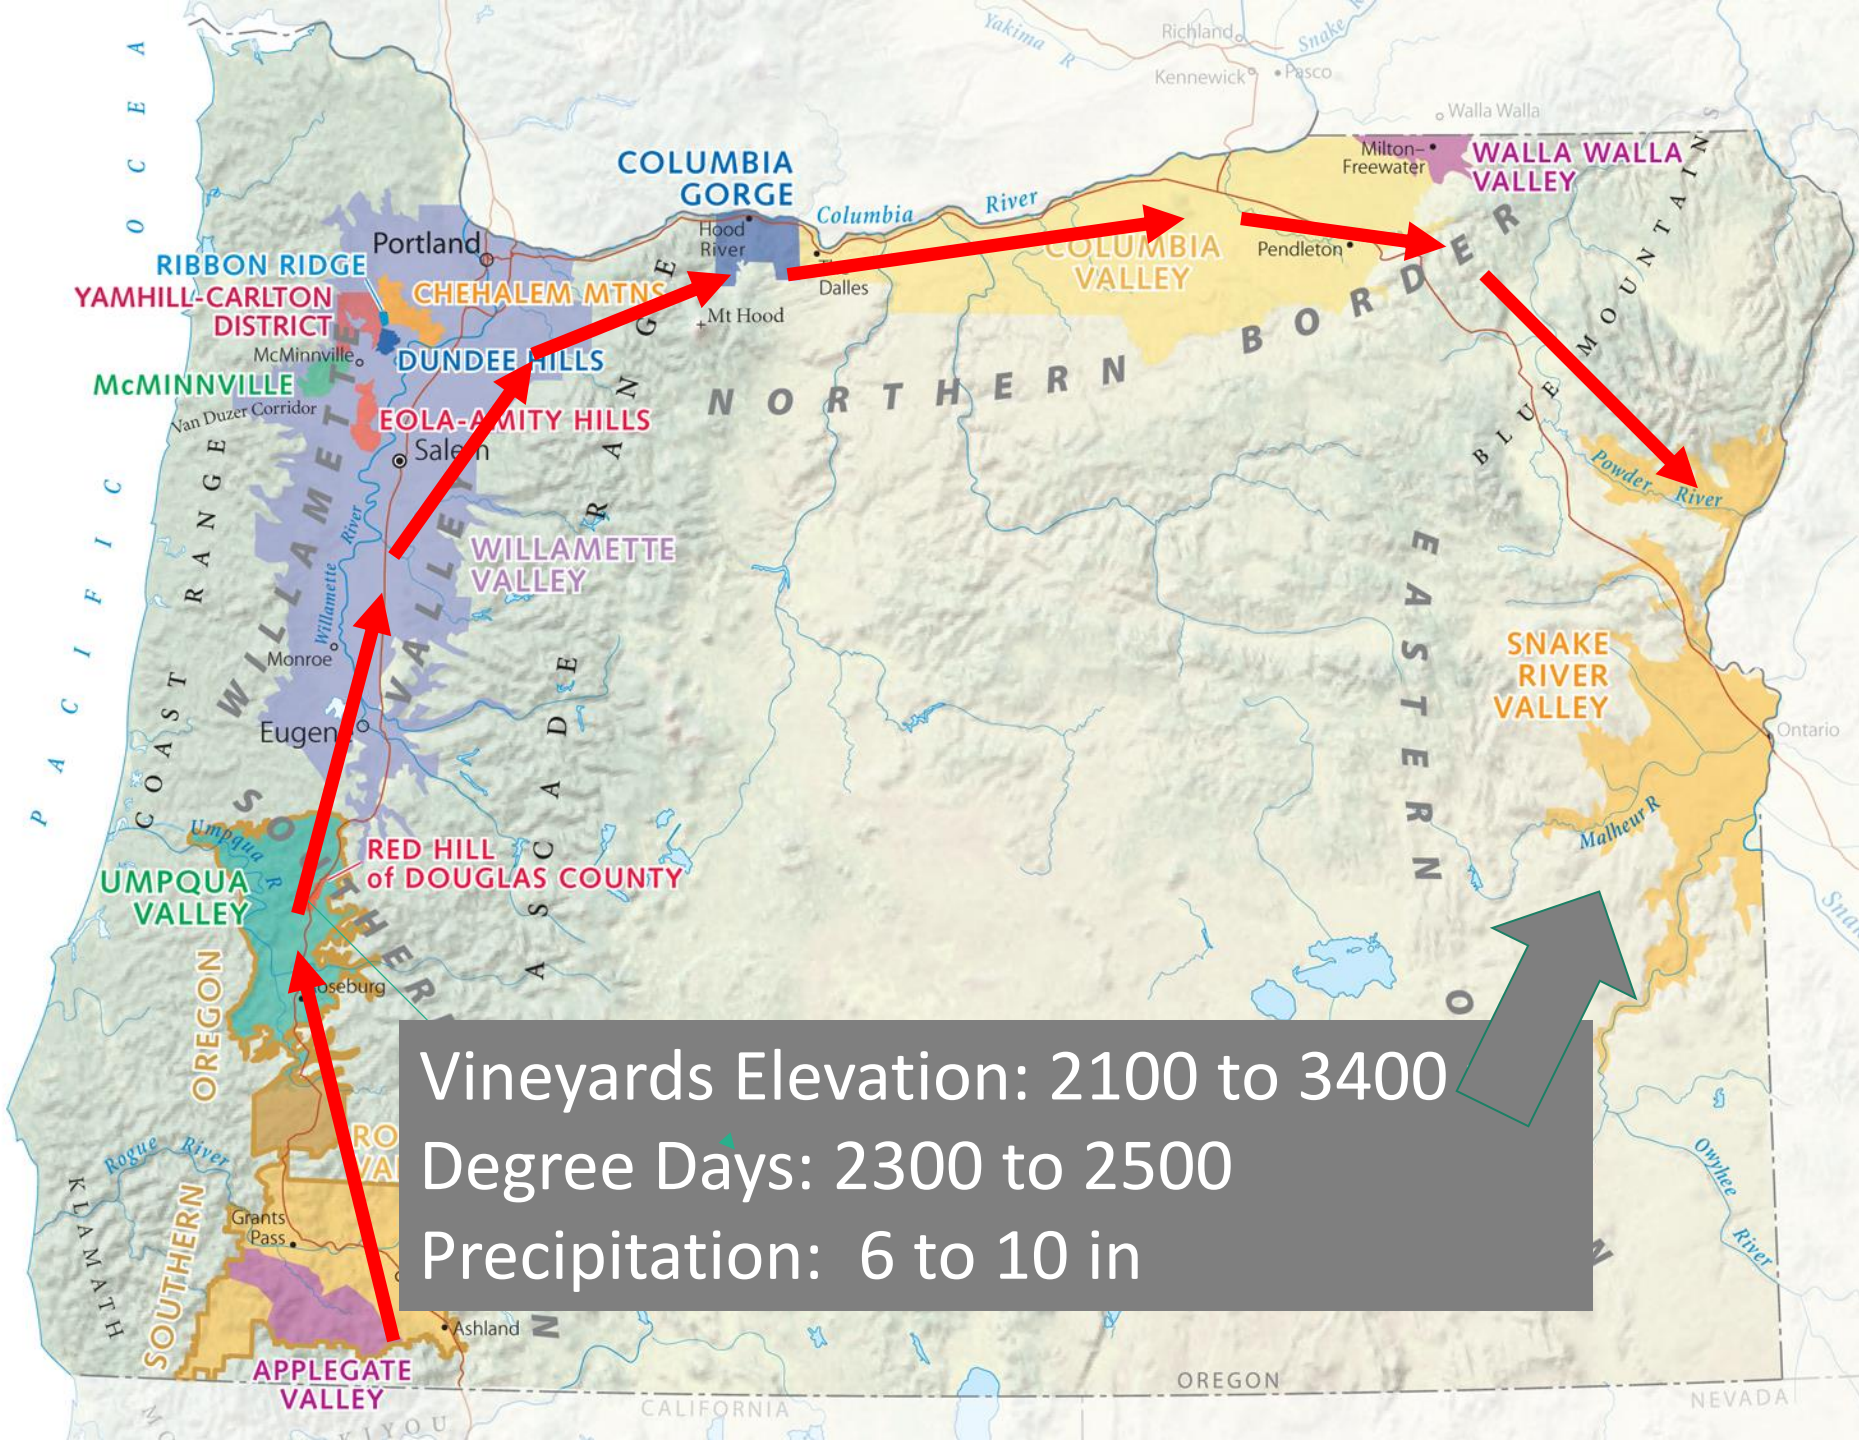 Richland
Yakima
R
Snake R
Kennewick
Pasco
Walla Walla
PACIFIC
OCEAN
COLUMBIA
GORGE
Hood
River
Columbia
River
Milton–
Freewater
WALLA WALLA
VALLEY
Portland
RIBBON RIDGE
YAMHILL-CARLTON
DISTRICT
CHEHALEM MTNS
COLUMBIA
VALLEY
Pendleton
Dalles
Mt Hood
McMinnville
DUNDEE HILLS
McMINNVILLE
Van Duzer Corridor
EOLA-AMITY HILLS
Salem
NORTHERN BORDER
BLUE MOUNTAINS
Powder River
COAST RANGE
CASCADE RANGE
WILLAMETTE VALLEY
Willamette
River
WILLAMETTE
VALLEY
Monroe
Eugene
EASTERN
SNAKE
RIVER
VALLEY
Ontario
Malheur R
Umpqua
R
RED HILL
of DOUGLAS COUNTY
UMPQUA
VALLEY
Roseburg
SOUTHERN
OREGON
Vineyards Elevation: 2100 to 3400
Degree Days: 2300 to 2500
Precipitation: 6 to 10 in
Rogue River
KLAMATH
Grants
Pass
Owyhee
River
Ashland
APPLEGATE
VALLEY
OREGON
CALIFORNIA
NEVADA